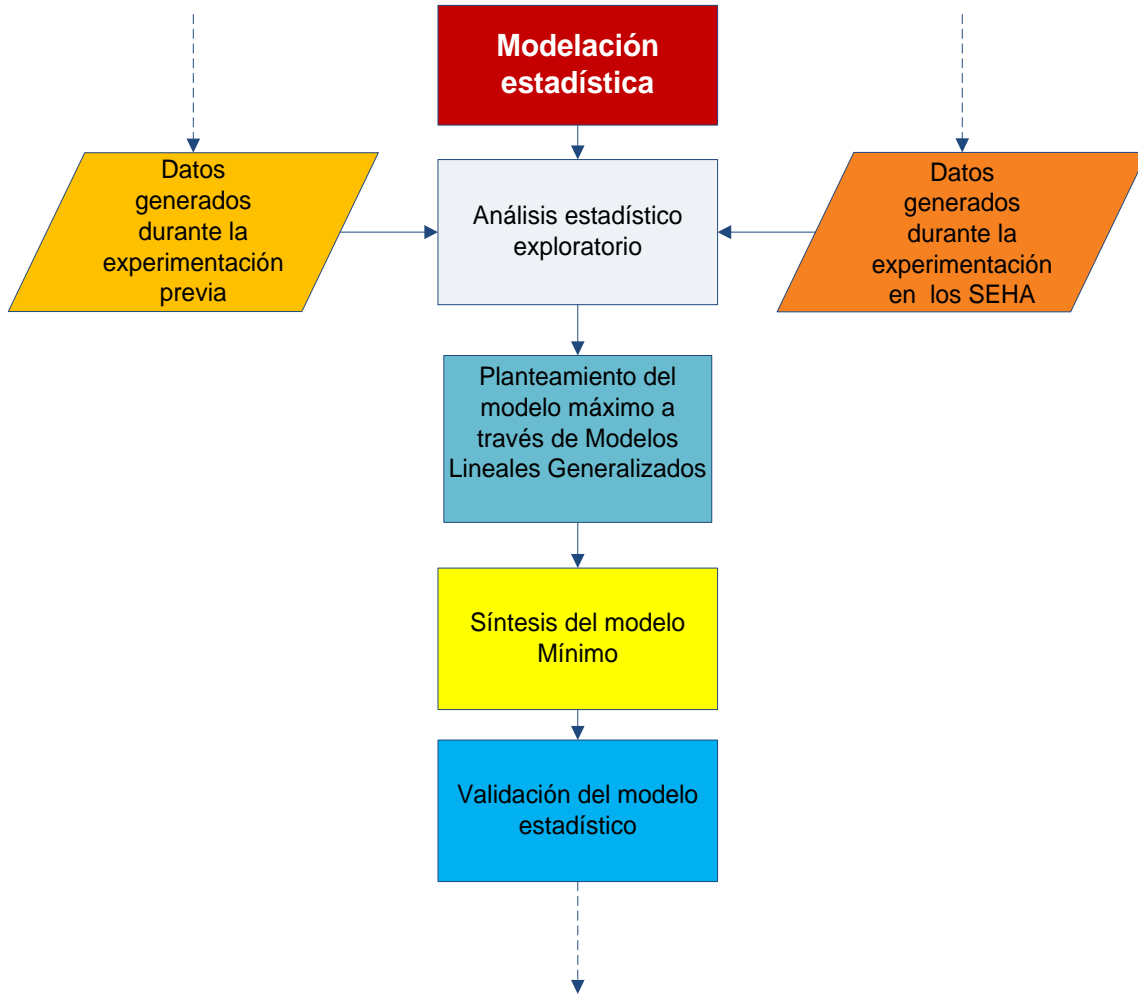 Modelación
estadística
Datos
generados
durante la
experimentación
previa
Análisis estadístico
exploratorio
Datos
generados
durante la
experimentación
en los SEHA
Planteamiento del
modelo máximo a
través de Modelos
Lineales Generalizados
Síntesis del modelo
Mínimo
Validación del modelo
estadístico